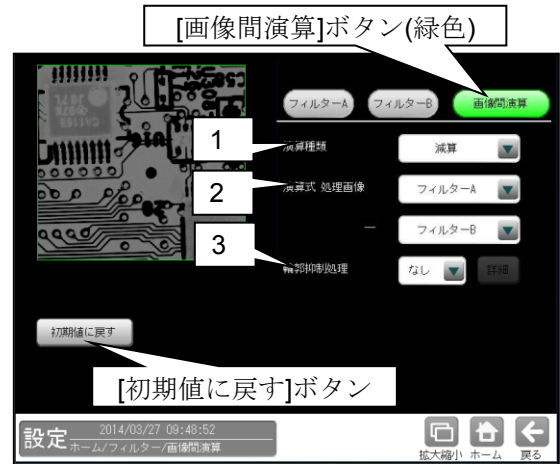 [画像間演算]ボタン(緑色)
フィルターA
フィルターB
画像間演算
1
演算種類
減算
2
演算式 処理画像
フィルターA
－
フィルターB
3
輪郭抑制処理
なし
詳細
初期値に戻す
[初期値に戻す]ボタン
設定
2014/03/27 09:48:52
ホーム/フィルター/画像間演算
拡大縮小
ホーム
戻る